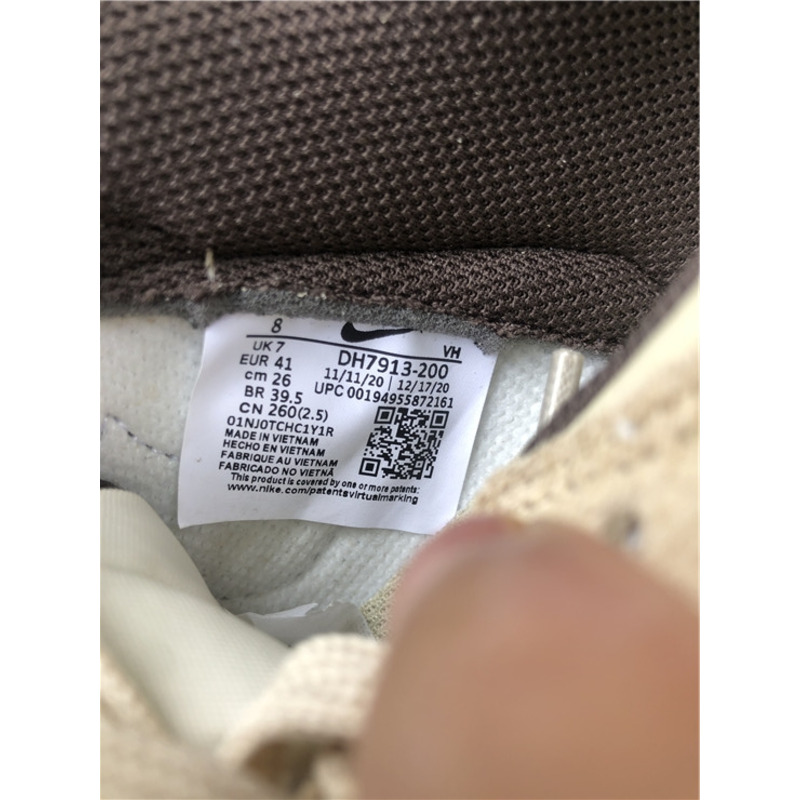 8
VH
UK 7
EUR 41
cm 26
BR 39.5
CN 260(2.5)
DH7913-200
11/11/20 | 12/17/20
UPC 00194955872161
01NJ0TCHC1Y1R
MADE IN VIETNAM
HECHO EN VIETNAM
FABRIQUE AU VIETNAM
FABRICADO NO VIETNÃ
This product is covered by one or more patents:
www.nike.com/patentsvirtualmarking